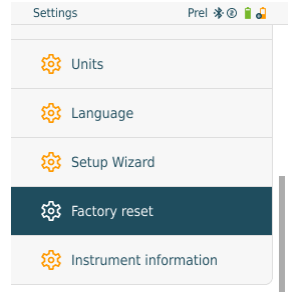 Settings Prel
Units
Language
Setup Wizard
Factory reset
Instrument information